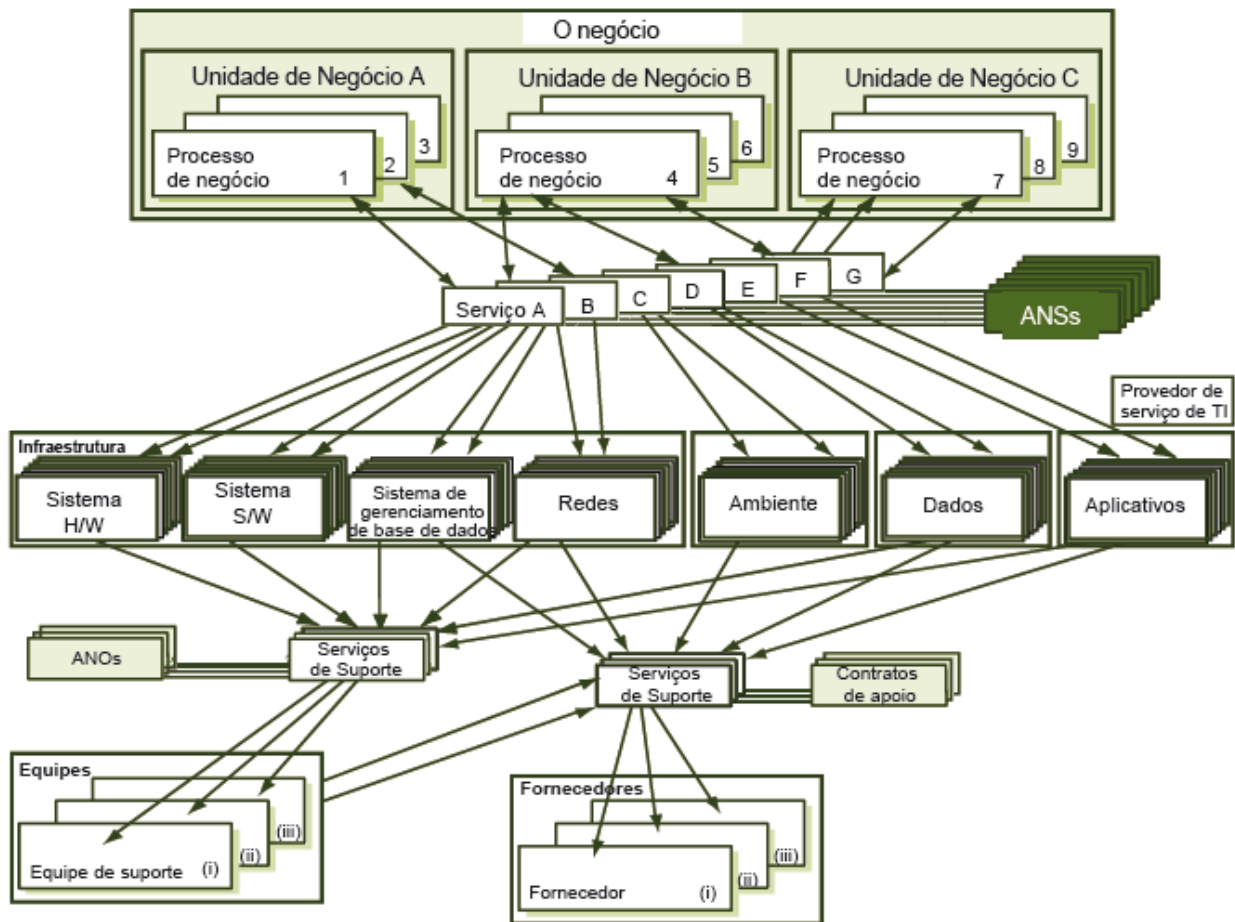 O negócio
Unidade de Negócio A
Unidade de Negócio B
Unidade de Negócio C
3
2
Processo
de negócio 1
6
5
Processo
de negócio 4
9
8
Processo
de negócio 7
Serviço A
B
C
D
E
F
G
ANSs
Provedor de
serviço de TI
Infraestrutura
Sistema
H/W
Sistema
S/W
Sistema de
gerenciamento
de base de dados
Redes
Ambiente
Dados
Aplicativos
ANOs
Serviços
de Suporte
Serviços
de Suporte
Contratos
de apoio
Equipes
(iii)
(ii)
Equipe de suporte (i)
Fornecedores
(iii)
(ii)
Fornecedor (i)